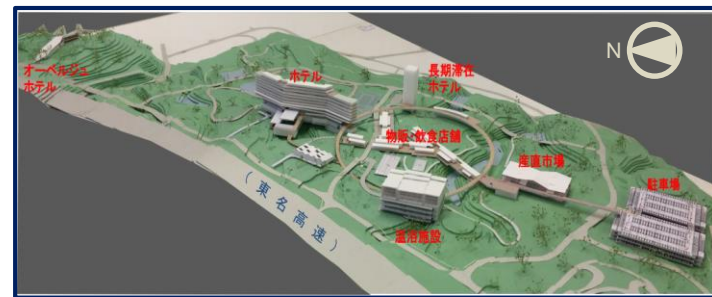 N
オーベルジュ
ホテル
ホテル
長期滞在
ホテル
物販・飲食店舗
産直市場
駐車場
温浴施設
(東名高速)